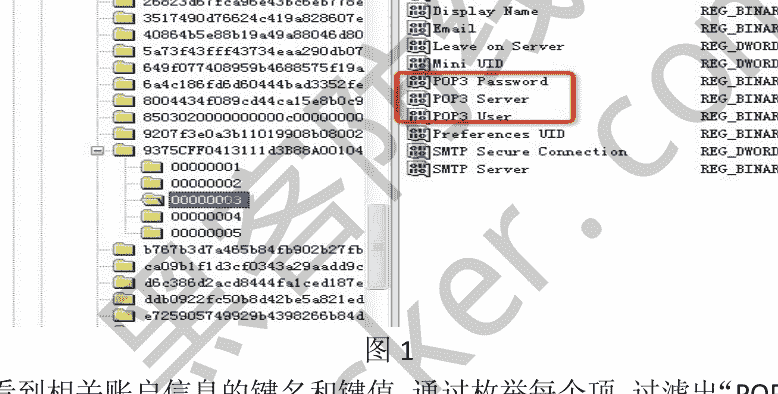 3517490d76624c419a828607e
40864b5e88b19a49a88046d80
5a73f43fff43734eaa290db07
649f077408959b4688575f19a
6a4c186fd6d60444bad3352fe
8004434f089cd44ca15e8b0c9
8503020000000000c00000000
9207f3e0a3b11019908b08002
9375CFF0413111d3B88A00104
00000001
00000002
00000003
00000004
00000005
b767b3d7a465b84fb902b27fb
ca09b1f1d3cf0343a29aadd9c
d6c386d2acd8444fa1ced187e
ddb0922fc50b8d42be5a821ed
e725905749929b4398266b84d
Display Name REG_BINAR
Email REG_BINAR
Leave on Server REG_DWORD
Mini UID REG_DWORD
POP3 Password REG_BINAR
POP3 Server REG_BINAR
POP3 User REG_BINAR
Preferences UID REG_BINAR
SMTP Secure Connection REG_DWORD
SMTP Server REG_BINAR
图 1
看到相关账户信息的键名和键值，通过枚举每个项，过滤出“POP